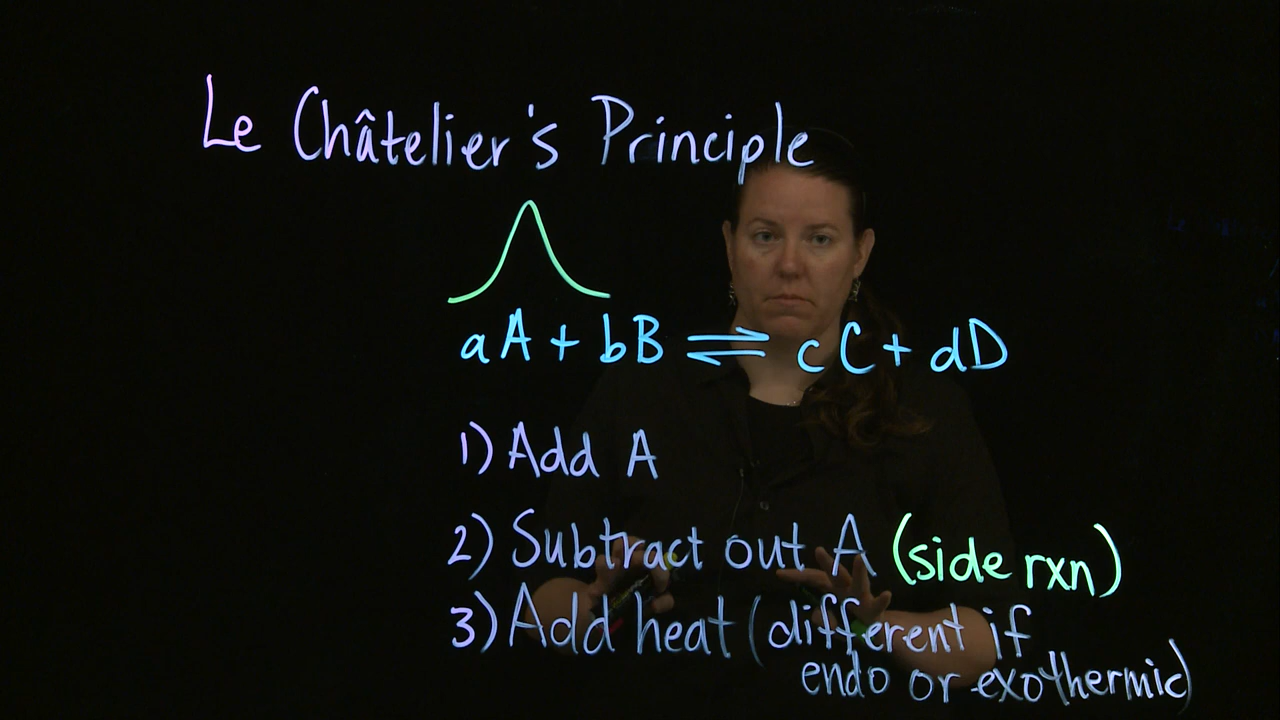 Le Châtelier's Principle
aA + bB ⇌ cC + dD
1) Add A
2) Subtract out A (side rxn)
3) Add heat (different if
endo or exothermic)